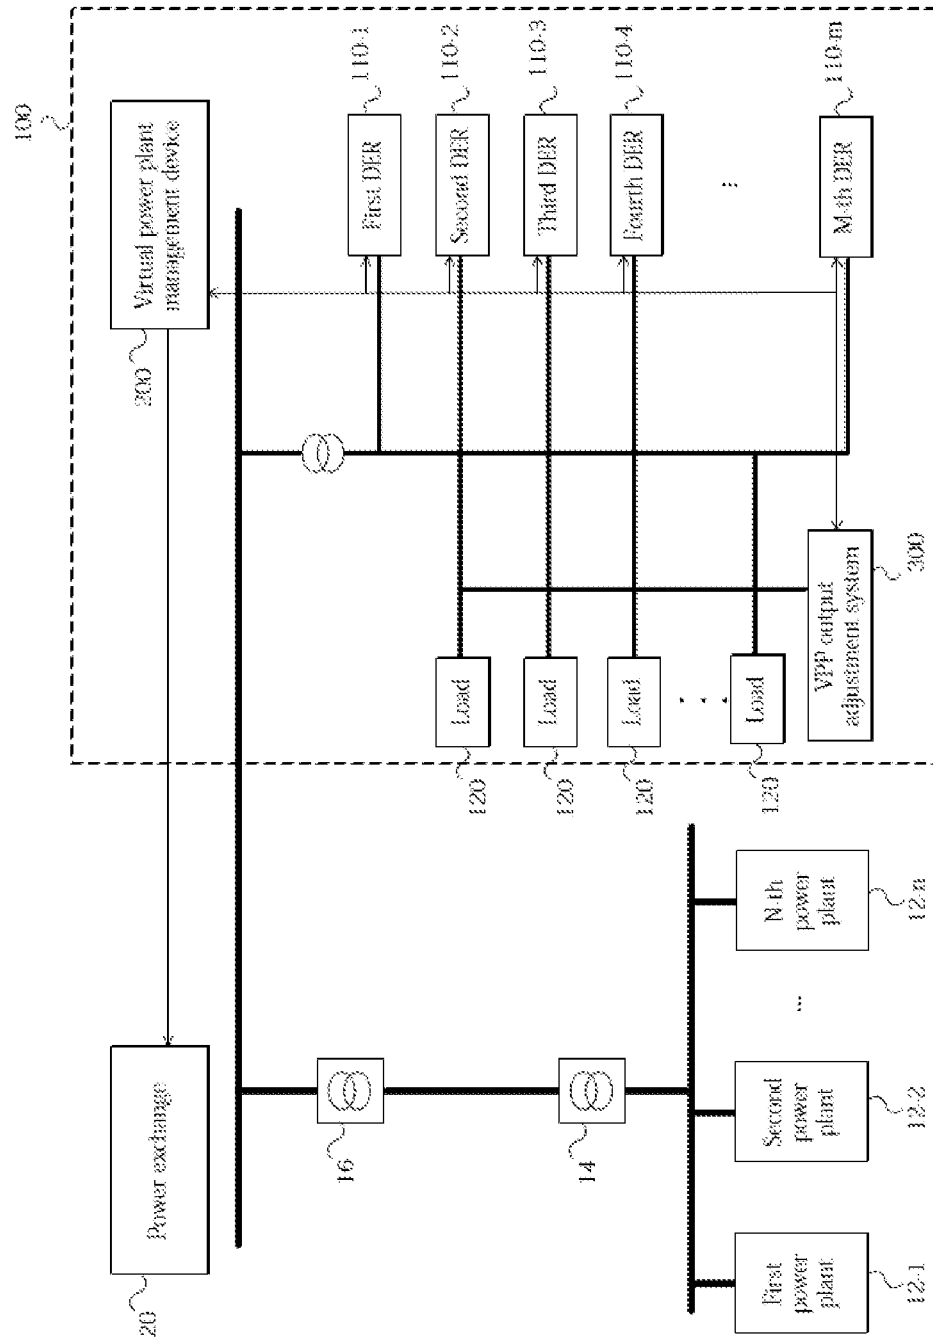 100
Power exchange
20
Virtual power plant
management device
200
16
14
First DER
110-1
Second DER
110-2
Third DER
110-3
Fourth DER
110-4
...
M-th DER
110-m
Load
120
Load
120
Load
120
...
Load
120
VPP output
adjustment system
300
First
power
plant
12-1
Second
power
plant
12-2
...
N-th
power
plant
12-n